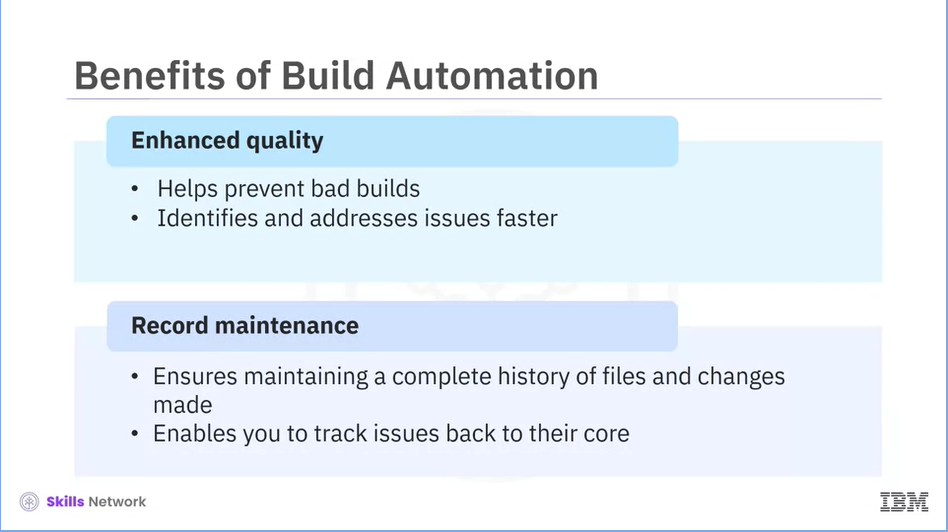 Benefits of Build Automation
Enhanced quality
• Helps prevent bad builds
• Identifies and addresses issues faster
Record maintenance
• Ensures maintaining a complete history of files and changes
made
• Enables you to track issues back to their core
Skills Network
IBM